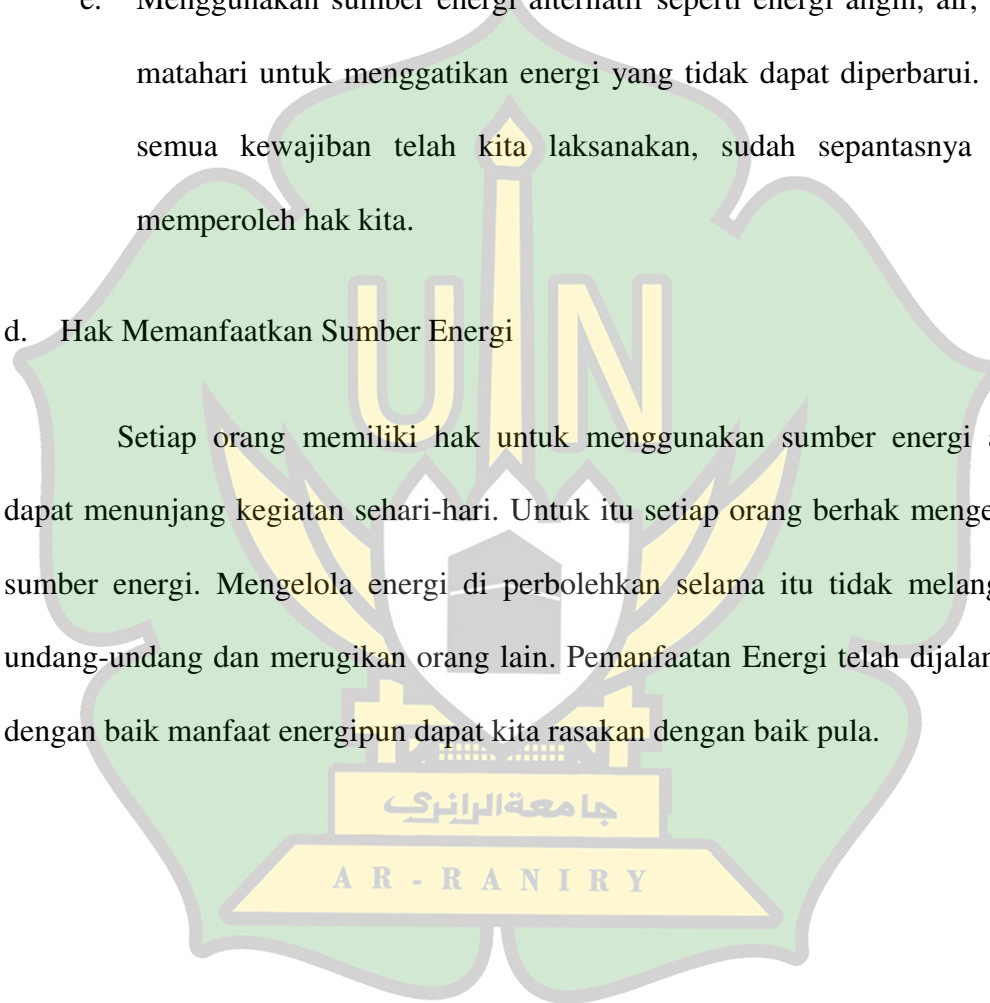 e. Menggunakan sumber energi alternatif seperti energi angin, air,
matahari untuk menggatikan energi yang tidak dapat diperbarui.
semua kewajiban telah kita laksanakan, sudah sepantasnya
memperoleh hak kita.
d. Hak Memanfaatkan Sumber Energi
Setiap orang memiliki hak untuk menggunakan sumber energi
dapat menunjang kegiatan sehari-hari. Untuk itu setiap orang berhak
sumber energi. Mengelola energi di perbolehkan selama itu tidak
undang-undang dan merugikan orang lain. Pemanfaatan Energi telah
dengan baik manfaat energipun dapat kita rasakan dengan baik pula.
UIN
جامعةالرانري
AR-RANIRY